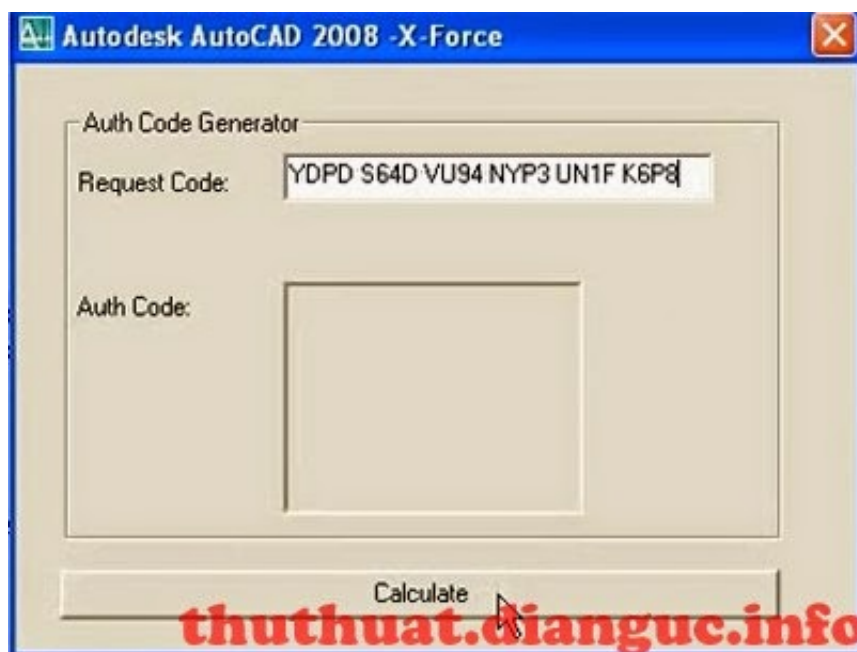 Autodesk AutoCAD 2008 -X-Force
Auth Code Generator
Request Code: YDPD S64D VU94 NYP3 UN1F K6P8
Auth Code:
Calculate
thuthuat.dianguc.info